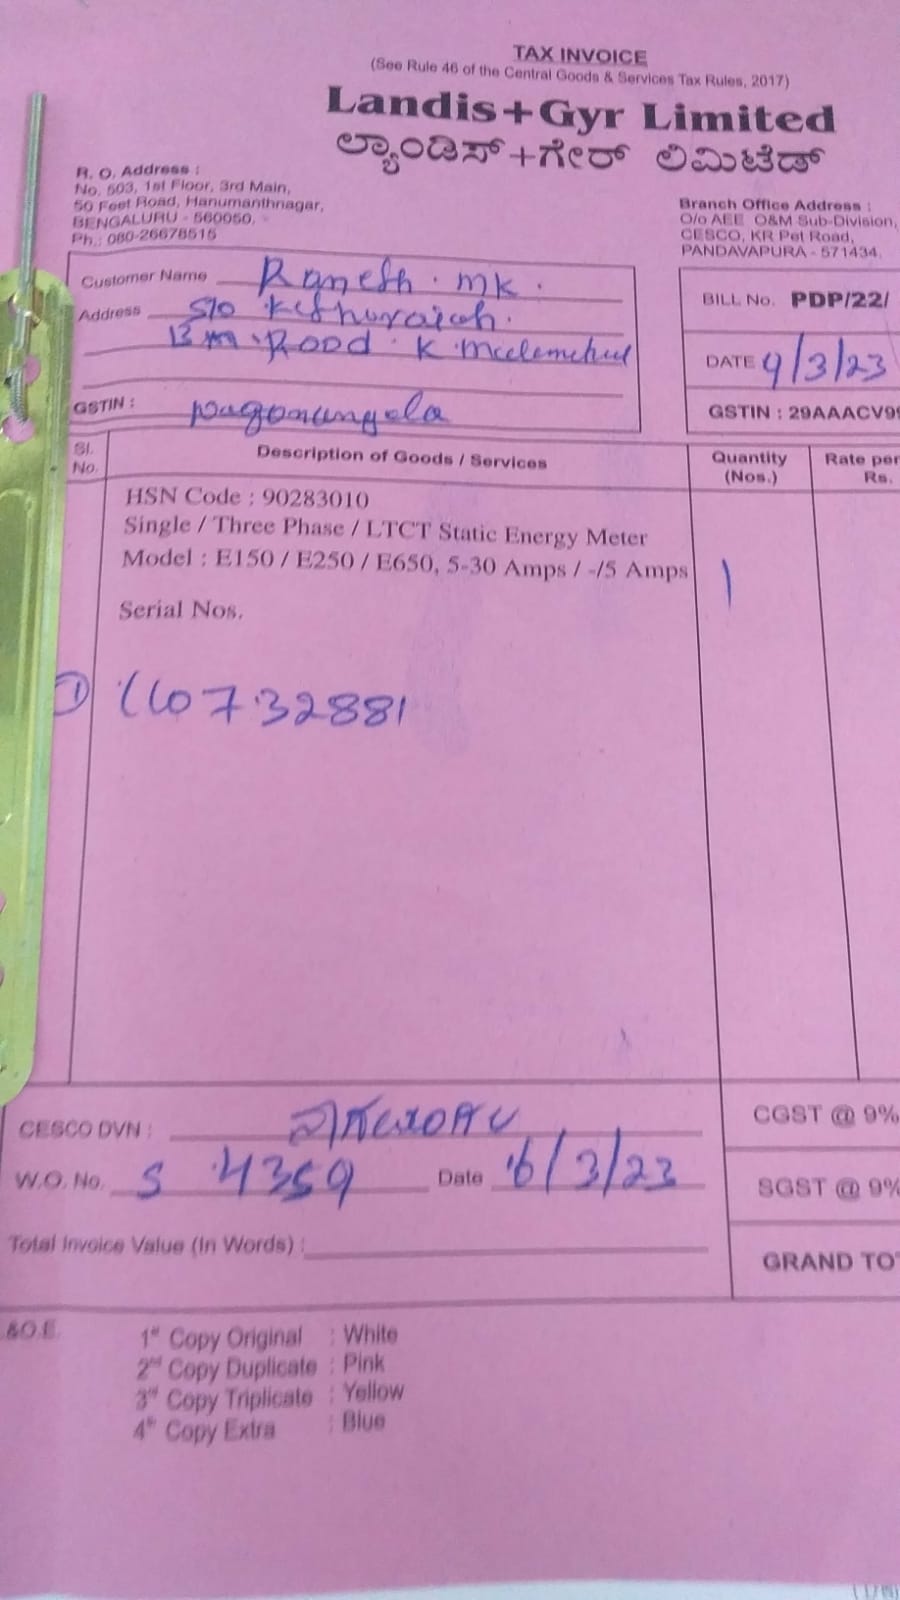 TAX INVOICE
(See Rule 46 of the Central Goods & Services Tax Rules, 2017)
Landis+Gyr Limited
ಲ್ಯಾಂಡಿಸ್+ಗೇರ್ ಲಿಮಿಟೆಡ್
R. O. Address :
No. 503, 1st Floor, 3rd Main,
50 Feet Road, Hanumanthnagar,
BENGALURU - 560050.
Ph.: 080-26678515
Branch Office Address :
O/o AEE O&M Sub-Division,
CESCO, KR Pet Road,
PANDAVAPURA - 571434.
Customer Name
mk.
Address S/o
Road. K.
GSTIN :
BILL No. PDP/22/
DATE 9/3/23
GSTIN : 29AAACV9
Sl. No. Description of Goods / Services Quantity (Nos.) Rate per Rs.
HSN Code : 90283010
Single / Three Phase / LTCT Static Energy Meter
Model : E150 / E250 / E650, 5-30 Amps / -/5 Amps 1
Serial Nos.
①
CESCO DVN :
W.O. No. S 4359 Date 6/3/23
Total Invoice Value (In Words) :
CGST @ 9%
SGST @ 9%
GRAND TO
&O.E.
1st Copy Original : White
2nd Copy Duplicate : Pink
3rd Copy Triplicate : Yellow
4th Copy Extra : Blue